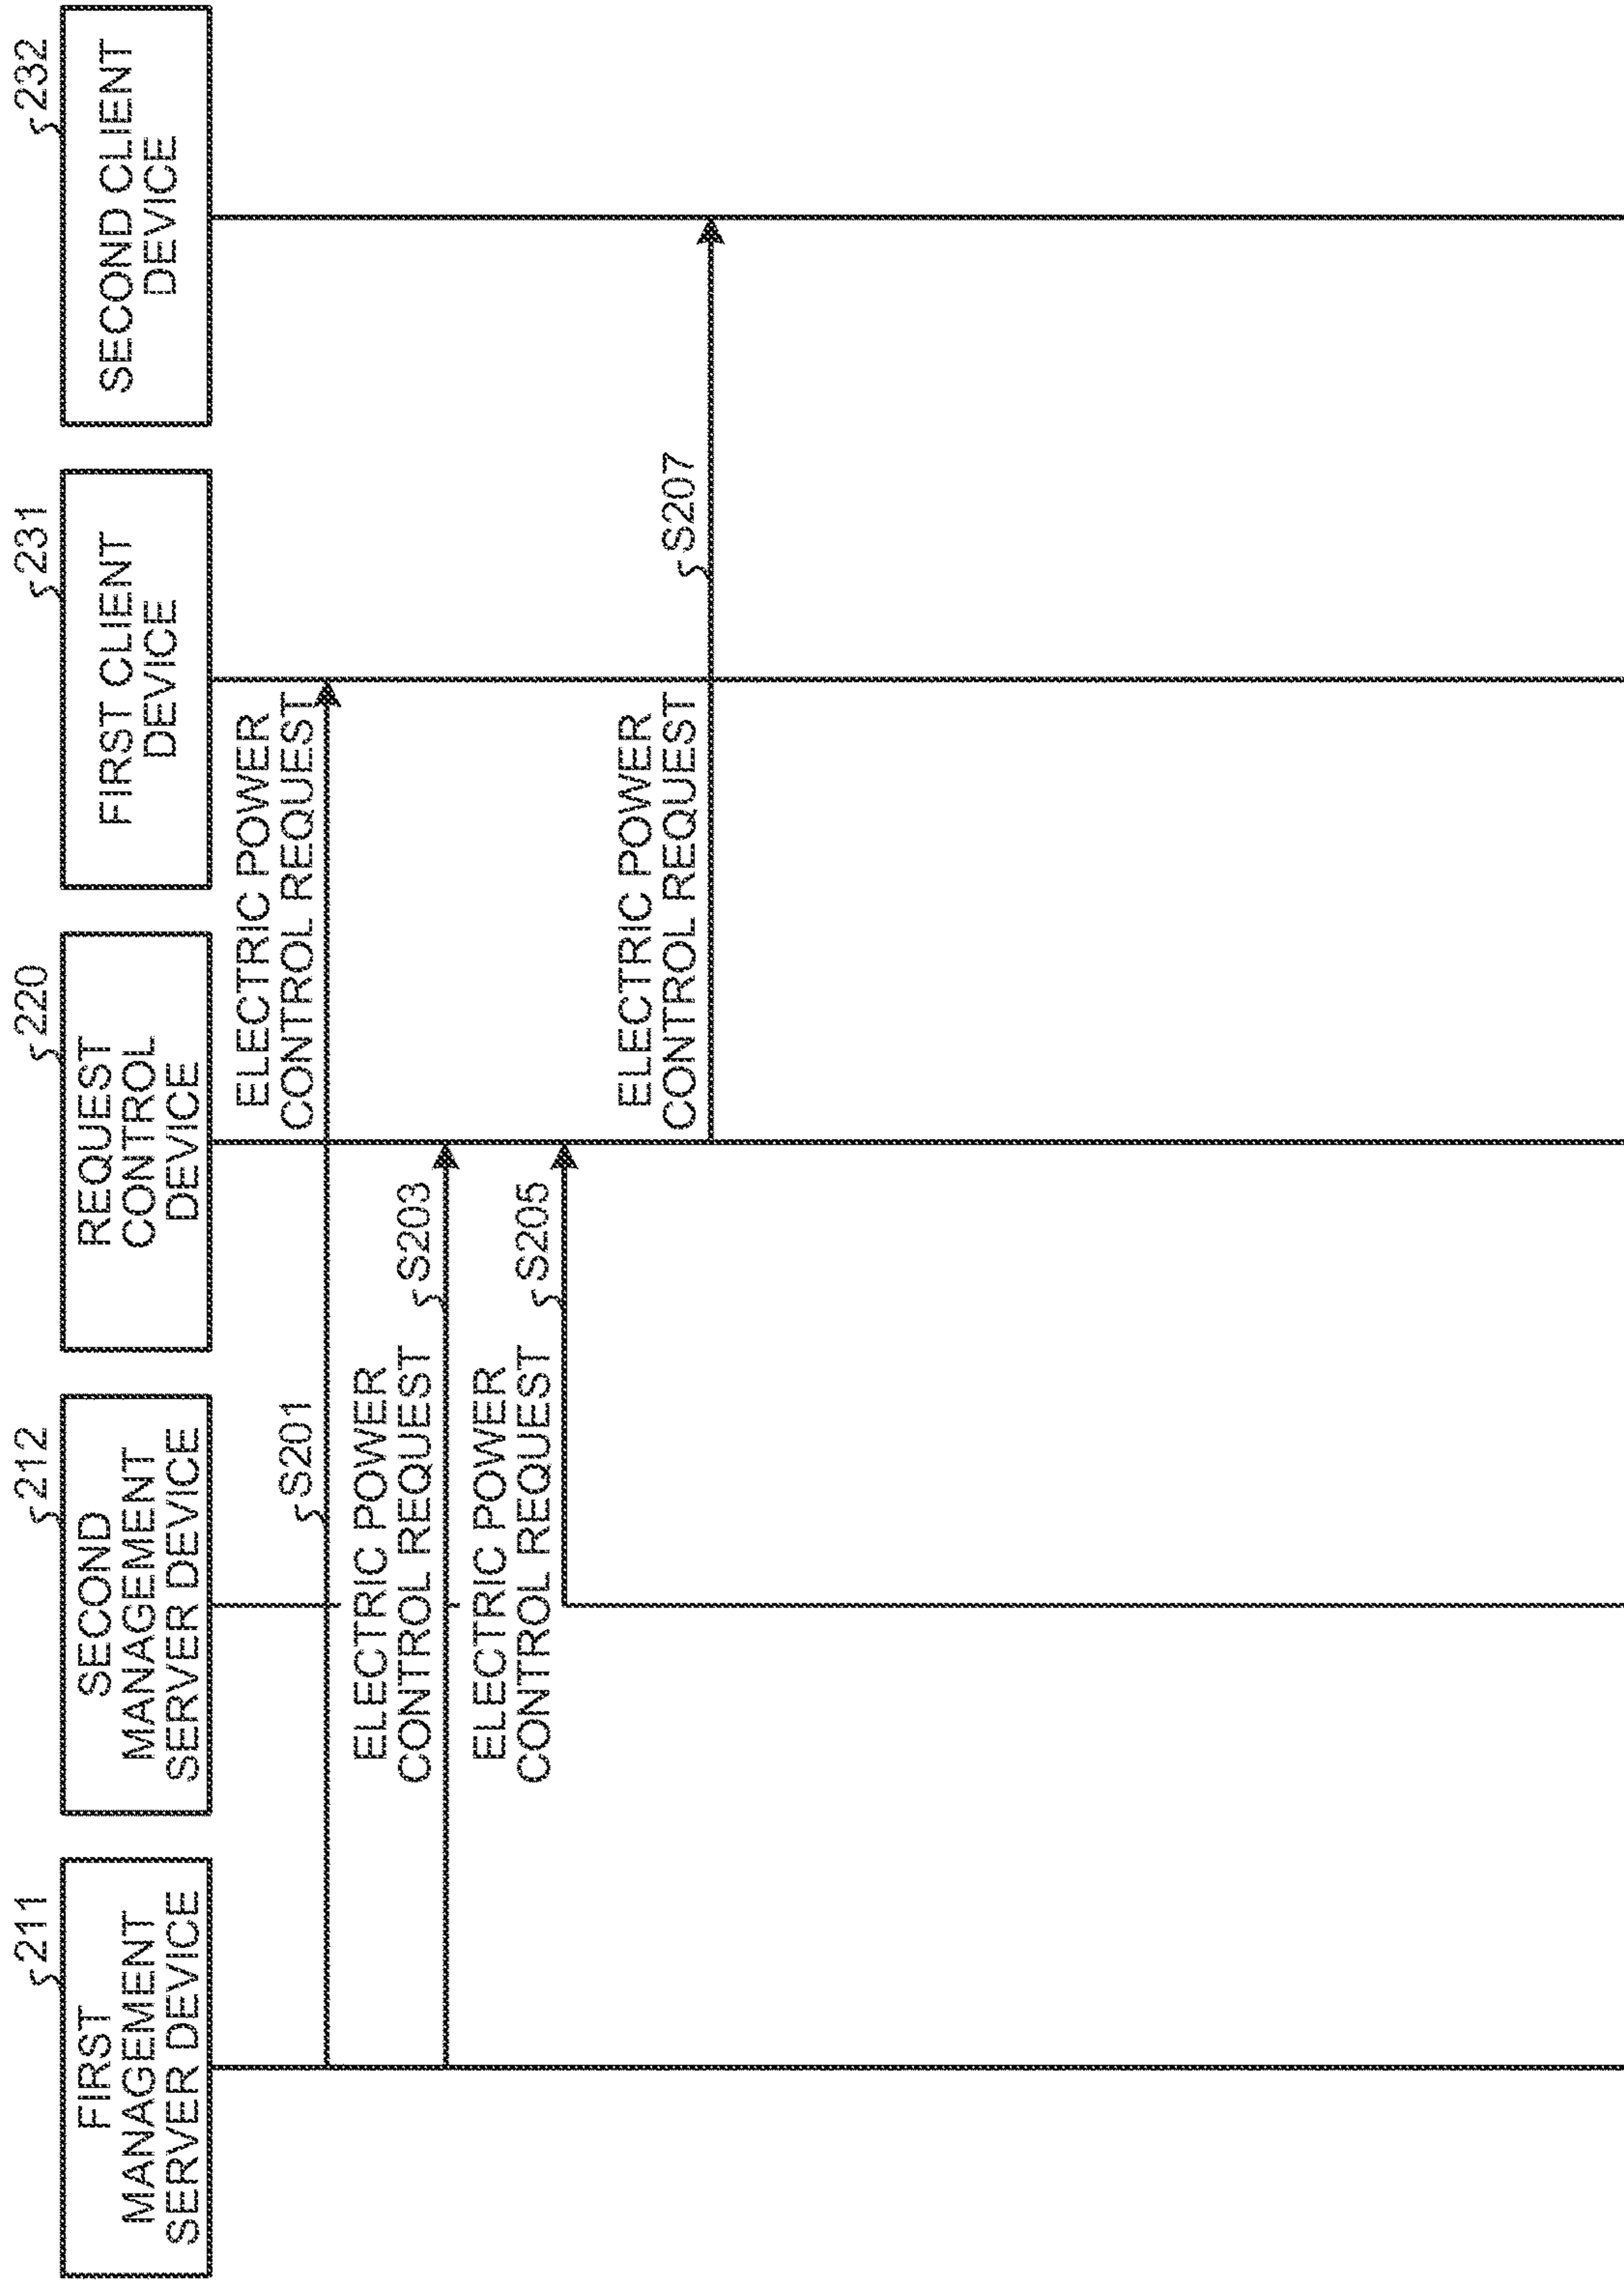 211
FIRST
MANAGEMENT
SERVER DEVICE
212
SECOND
MANAGEMENT
SERVER DEVICE
220
REQUEST
CONTROL
DEVICE
231
FIRST CLIENT
DEVICE
232
SECOND CLIENT
DEVICE
S201
ELECTRIC POWER
CONTROL REQUEST
ELECTRIC POWER
CONTROL REQUEST
S203
ELECTRIC POWER
CONTROL REQUEST
S205
ELECTRIC POWER
CONTROL REQUEST
S207